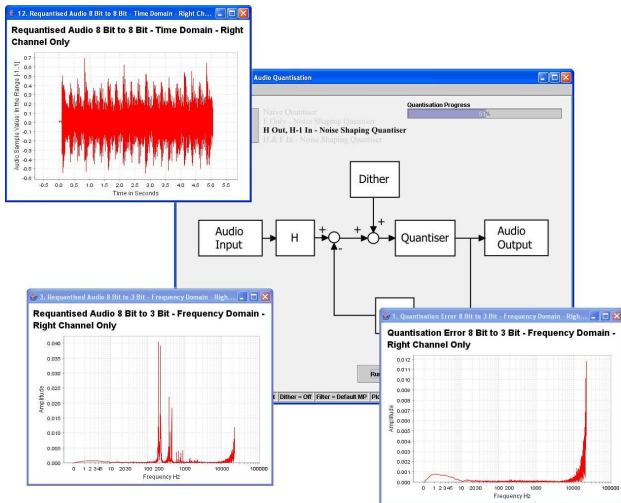 12. Requantised Audio 8 Bit to 8 Bit - Time Domain - Right Ch...
Requantised Audio 8 Bit to 8 Bit - Time Domain - Right
Channel Only
0.7
0.6
0.5
0.4
0.3
0.2
0.1
0.0
-0.1
-0.2
-0.3
-0.4
-0.5
-0.6
Audio Sample Value: In the Range [-1..1]
-0.5 0.0 0.5 1.0 1.5 2.0 2.5 3.0 3.5 4.0 4.5 5.0 5.5
Time in Seconds
Audio Quantisation
Naive Quantiser
F Only - Noise Shaping Quantiser
H Out, H-1 In - Noise Shaping Quantiser
H & F In - Noise Shaping Quantiser
Quantisation Progress
51%
Dither
Audio
Input
H
+
-
+
+
Quantiser
Audio
Output
Dither = Off
Filter = Default MP
1. Requantised Audio 8 Bit to 3 Bit - Frequency Domain - Righ...
Requantised Audio 8 Bit to 3 Bit - Frequency Domain -
Right Channel Only
0.040
0.035
0.030
0.025
0.020
0.015
0.010
0.005
0.000
Amplitude
0 1 2 3 45 10 20 30 100 200 1000 10000 100000
Frequency Hz
1. Quantisation Error 8 Bit to 3 Bit - Frequency Domain - Righ...
Quantisation Error 8 Bit to 3 Bit - Frequency Domain -
Right Channel Only
0.012
0.011
0.010
0.009
0.008
0.007
0.006
0.005
0.004
0.003
0.002
0.001
0.000
Amplitude
0 1 2 3 45 10 20 30 100 200 1000 10000 100000
Frequency Hz